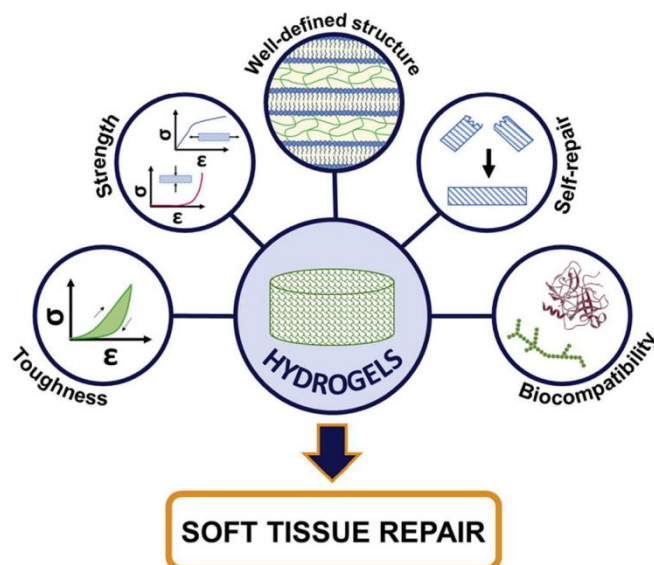 Well-defined structure
Strength
σ
ε
σ
ε
Self-repair
σ
ε
Toughness
HYDROGELS
Biocompatibility
SOFT TISSUE REPAIR